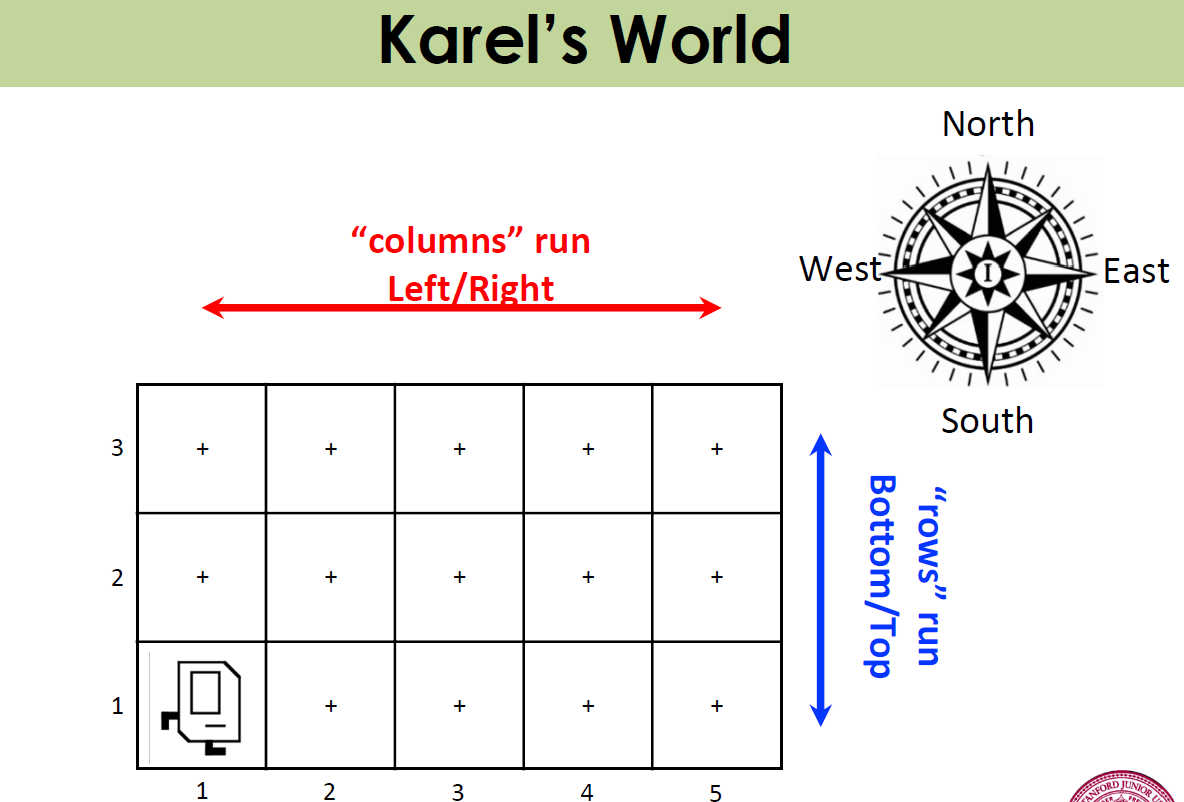 Karel’s World
North
“columns” run
Left/Right
West
I
East
South
3
+ + + + +
“rows” run
Bottom/Top
2
+ + + + +
1
+ + + +
1 2 3 4 5